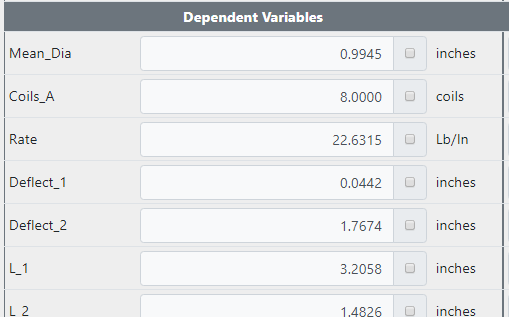 Dependent Variables
Mean_Dia 0.9945 inches
Coils_A 8.0000 coils
Rate 22.6315 Lb/In
Deflect_1 0.0442 inches
Deflect_2 1.7674 inches
L_1 3.2058 inches
L_2 1.4826 inches